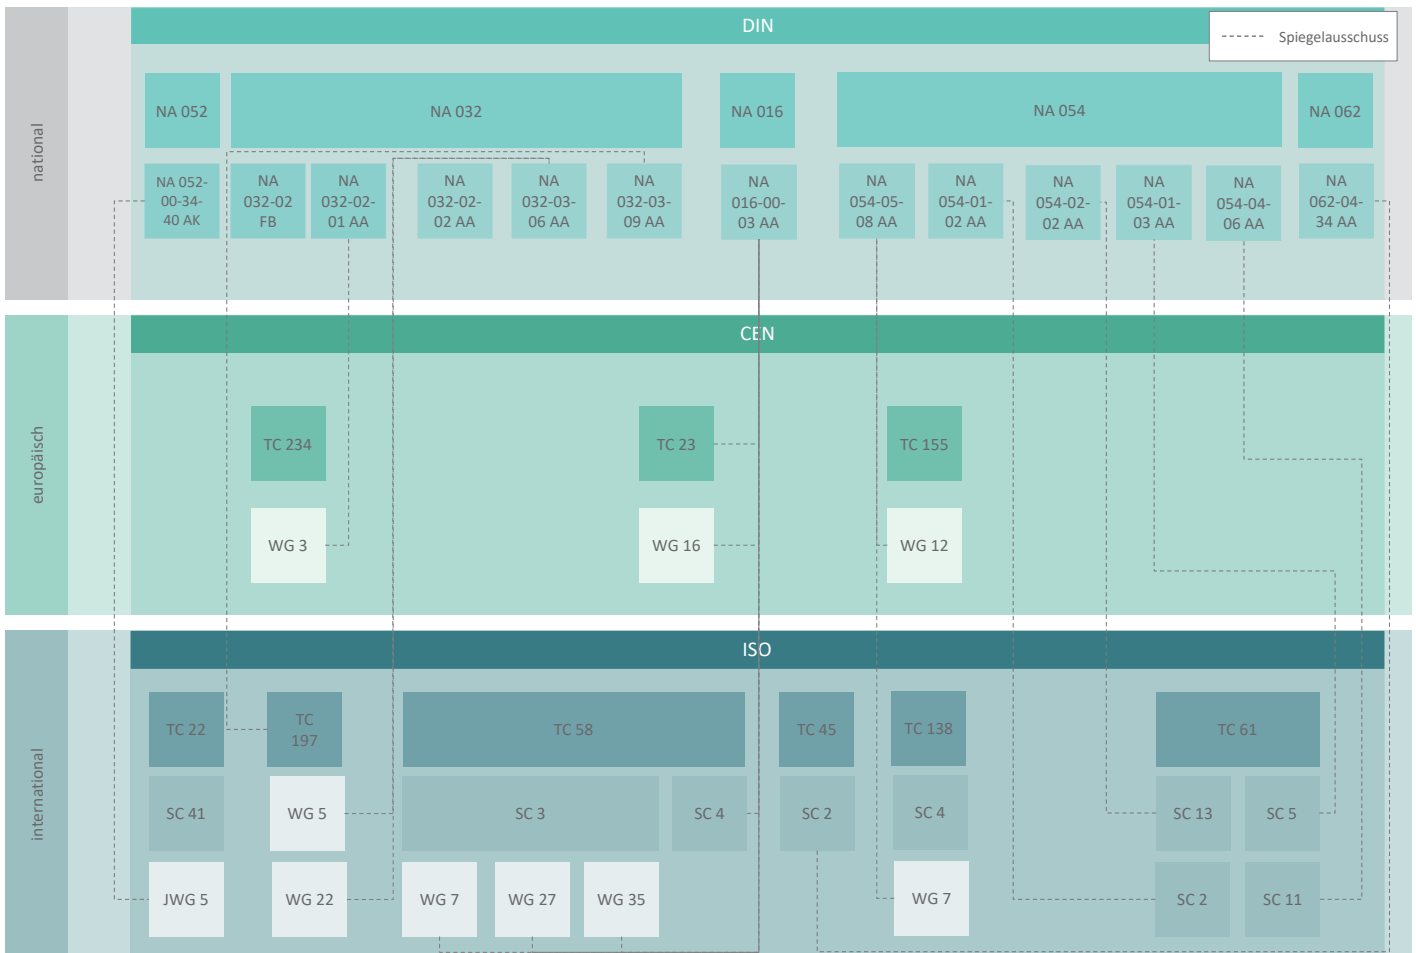 DIN
Spiegelausschuss
national
NA 052
NA 032
NA 016
NA 054
NA 062
NA 052-
00-34-
40 AK
NA
032-02
FB
NA
032-02-
01 AA
NA
032-02-
02 AA
NA
032-03-
06 AA
NA
032-03-
09 AA
NA
016-00-
03 AA
NA
054-05-
08 AA
NA
054-01-
02 AA
NA
054-02-
02 AA
NA
054-01-
03 AA
NA
054-04-
06 AA
NA
062-04-
34 AA
CEN
europäisch
TC 234
TC 23
TC 155
WG 3
WG 16
WG 12
ISO
international
TC 22
TC
197
TC 58
TC 45
TC 138
TC 61
SC 41
WG 5
SC 3
SC 4
SC 2
SC 4
SC 13
SC 5
JWG 5
WG 22
WG 7
WG 27
WG 35
WG 7
SC 2
SC 11